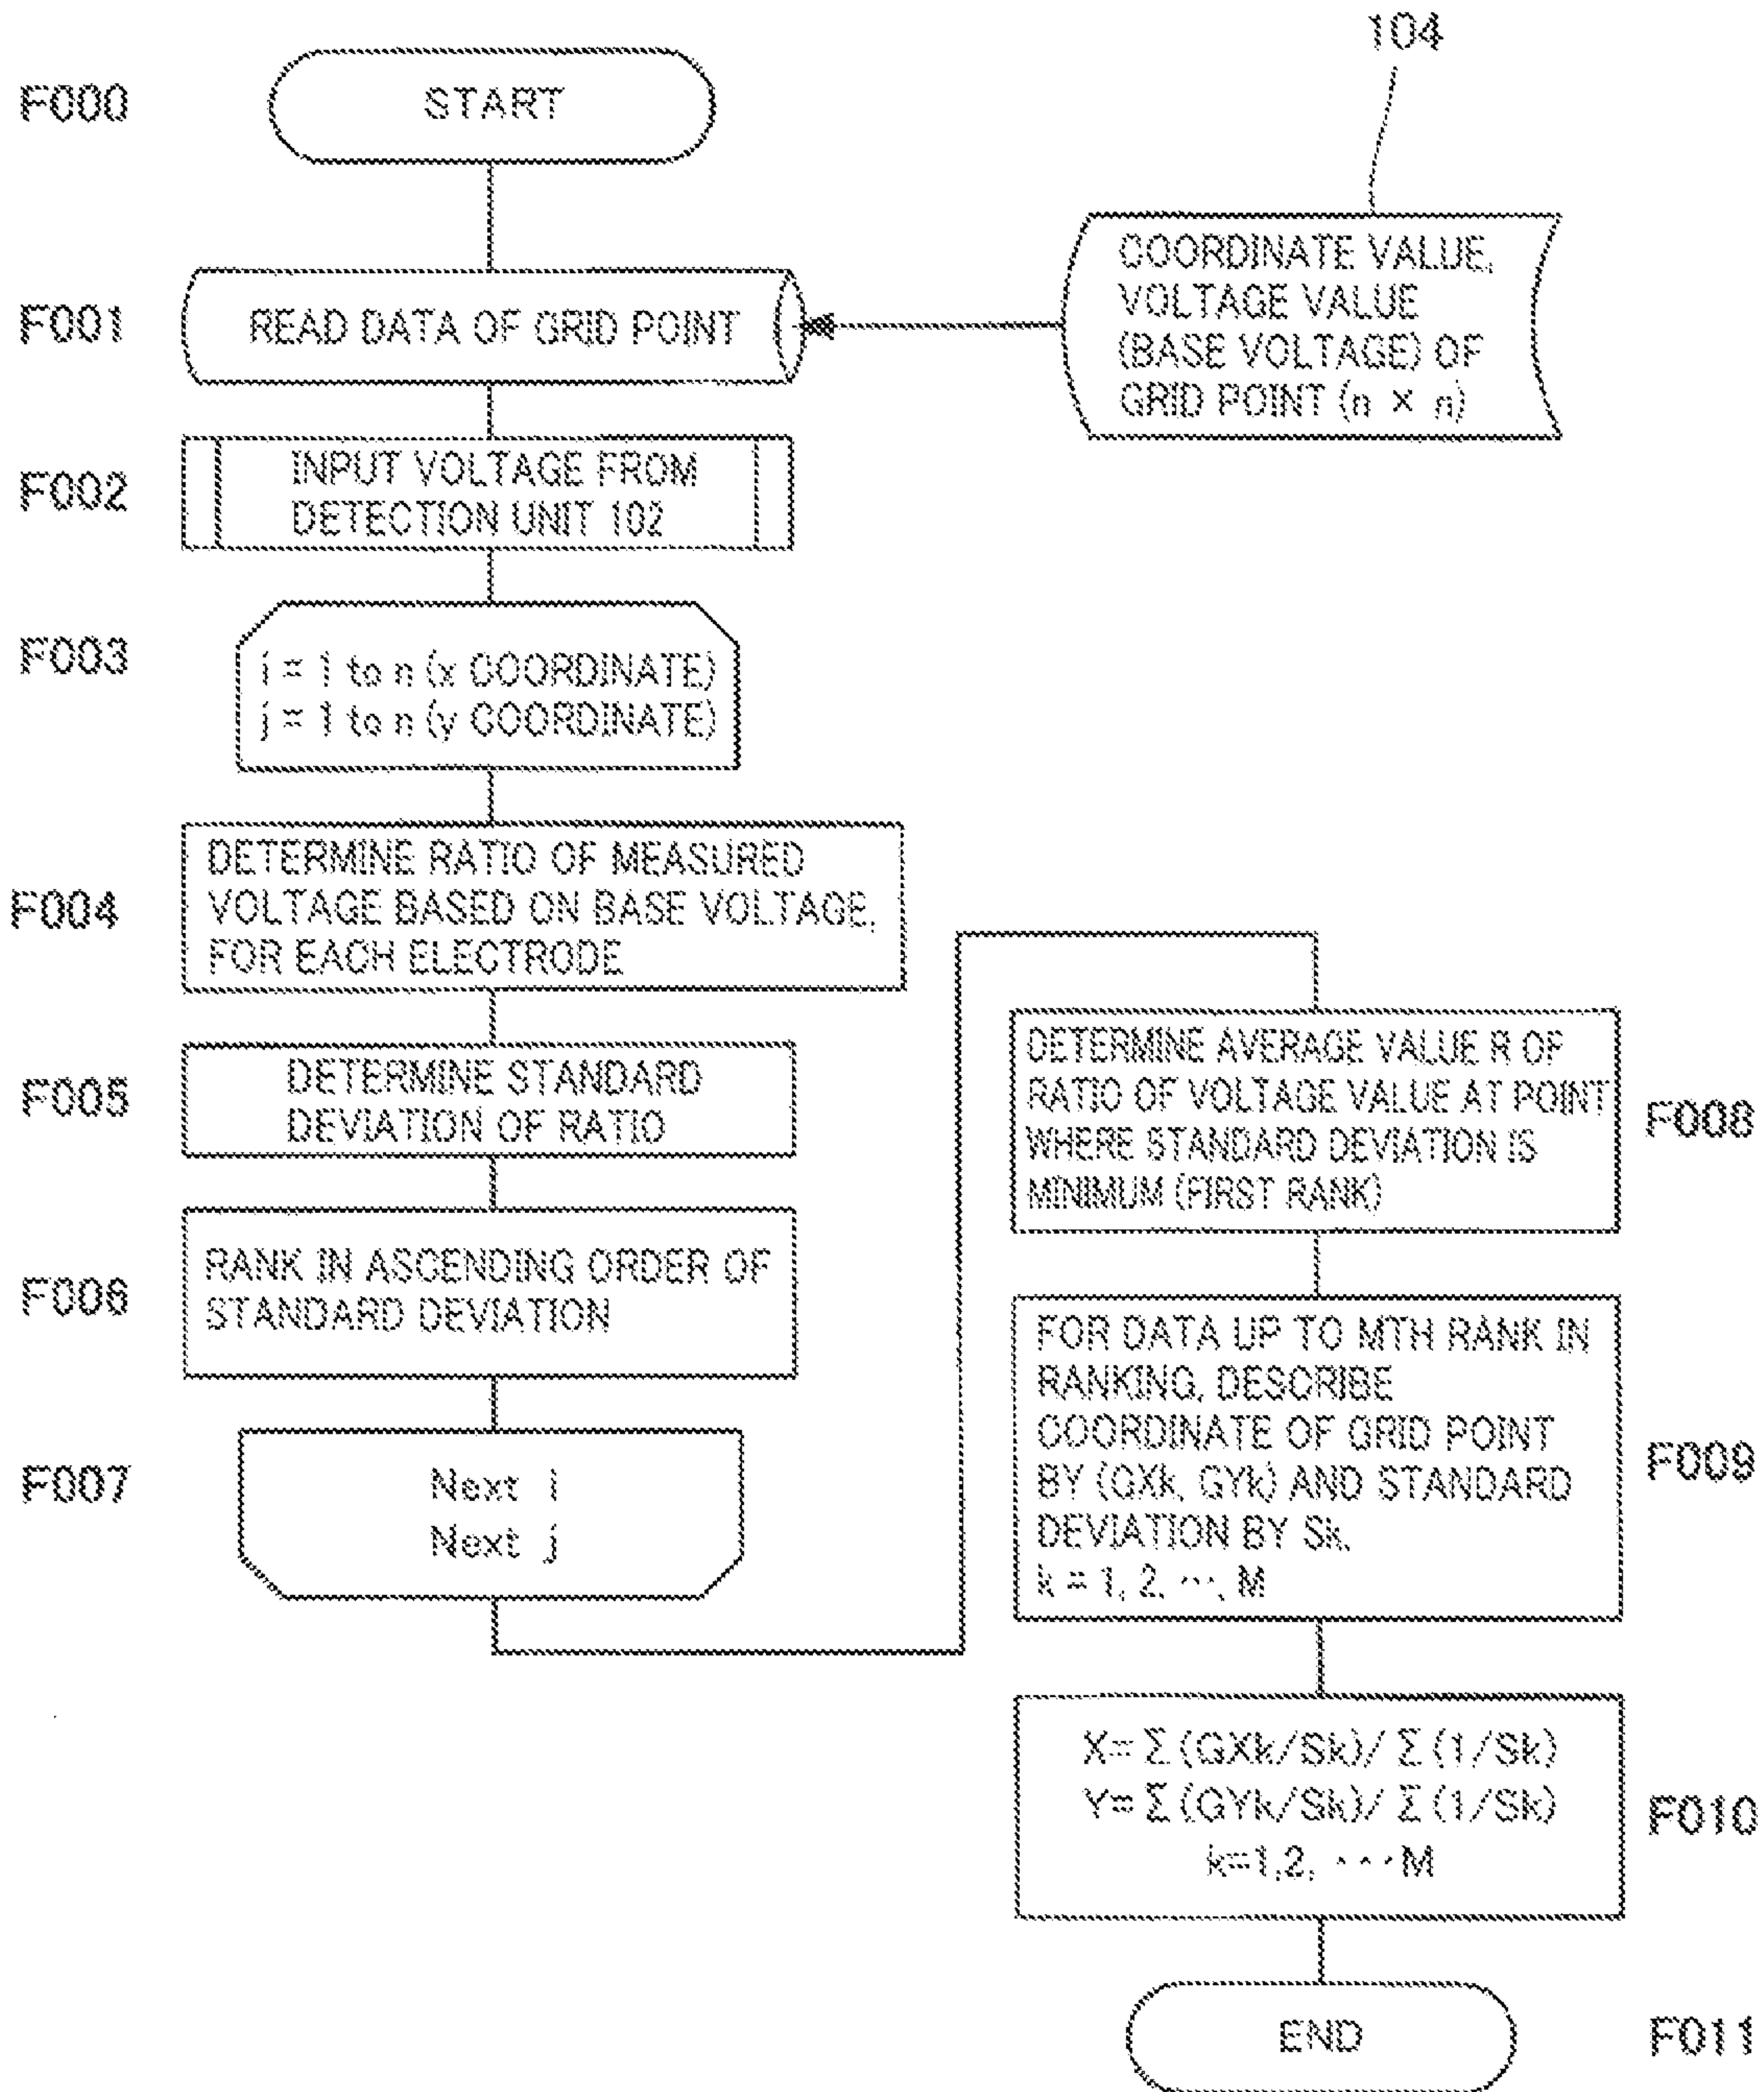 104
F000
START
F001
READ DATA OF GRID POINT
COORDINATE VALUE,
VOLTAGE VALUE
(BASE VOLTAGE) OF
GRID POINT (n × n)
F002
INPUT VOLTAGE FROM
DETECTION UNIT 102
F003
i = 1 to n (x COORDINATE)
j = 1 to n (y COORDINATE)
F004
DETERMINE RATIO OF MEASURED
VOLTAGE BASED ON BASE VOLTAGE,
FOR EACH ELECTRODE
F005
DETERMINE STANDARD
DEVIATION OF RATIO
F006
RANK IN ASCENDING ORDER OF
STANDARD DEVIATION
F007
Next i
Next j
DETERMINE AVERAGE VALUE R OF
RATIO OF VOLTAGE VALUE AT POINT
WHERE STANDARD DEVIATION IS
MINIMUM (FIRST RANK)
F008
FOR DATA UP TO MTH RANK IN
RANKING, DESCRIBE
COORDINATE OF GRID POINT
BY (GXk, GYk) AND STANDARD
DEVIATION BY Sk.
k = 1, 2, ···, M
F009
X=Σ(GXk/Sk)/Σ(1/Sk)
Y=Σ(GYk/Sk)/Σ(1/Sk)
k=1,2, ···M
F010
END
F011